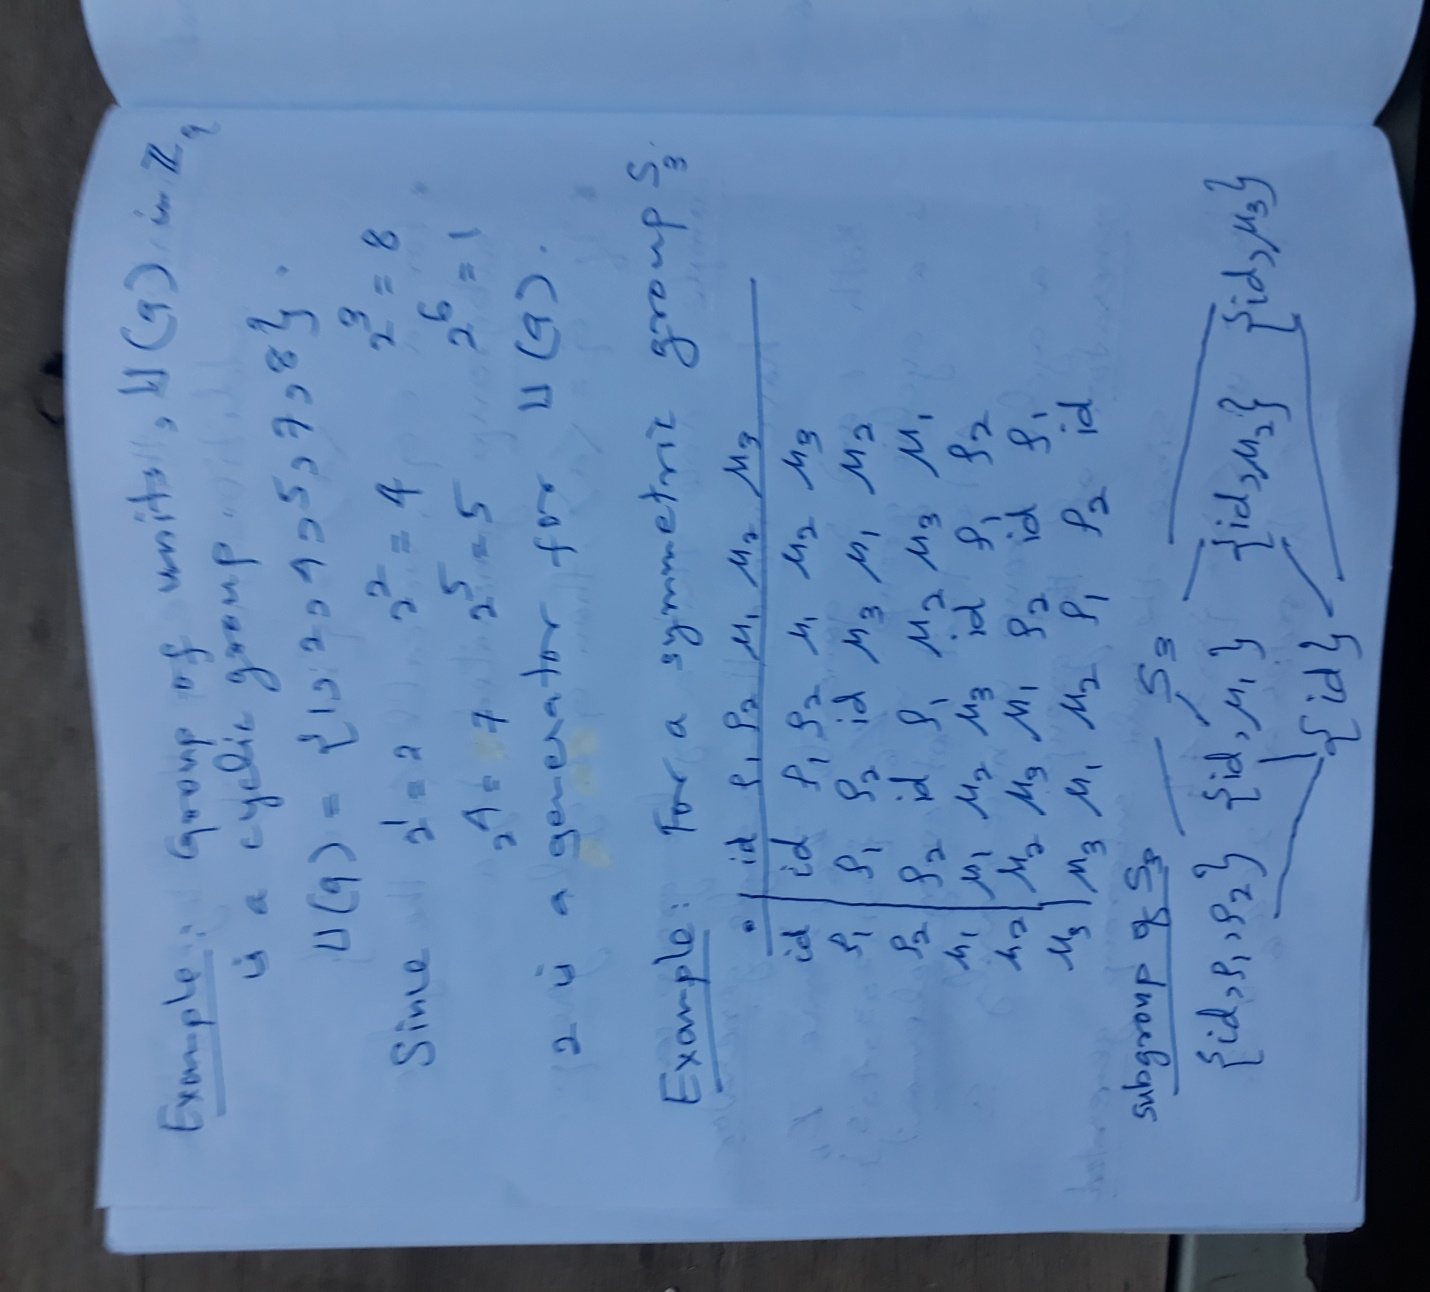 Example: Group of units, U(9) in ℤ₉
is a cyclic group.
U(9) = {1, 2, 4, 5, 7, 8}.
Since 2¹ = 2 2² = 4 2³ = 8
2⁴ = 7 2⁵ = 5 2⁶ = 1
2 is a generator for U(9).
Example: For a symmetric group S₃.
∘ | id ρ₁ ρ₂ μ₁ μ₂ μ₃
id | id ρ₁ ρ₂ μ₁ μ₂ μ₃
ρ₁ | ρ₁ ρ₂ id μ₃ μ₁ μ₂
ρ₂ | ρ₂ id ρ₁ μ₂ μ₃ μ₁
μ₁ | μ₁ μ₂ μ₃ id ρ₁ ρ₂
μ₂ | μ₂ μ₃ μ₁ ρ₂ id ρ₁
μ₃ | μ₃ μ₁ μ₂ ρ₁ ρ₂ id
subgroup of S₃
S₃
{id, ρ₁, ρ₂} {id, μ₁} {id, μ₂} {id, μ₃}
{id}